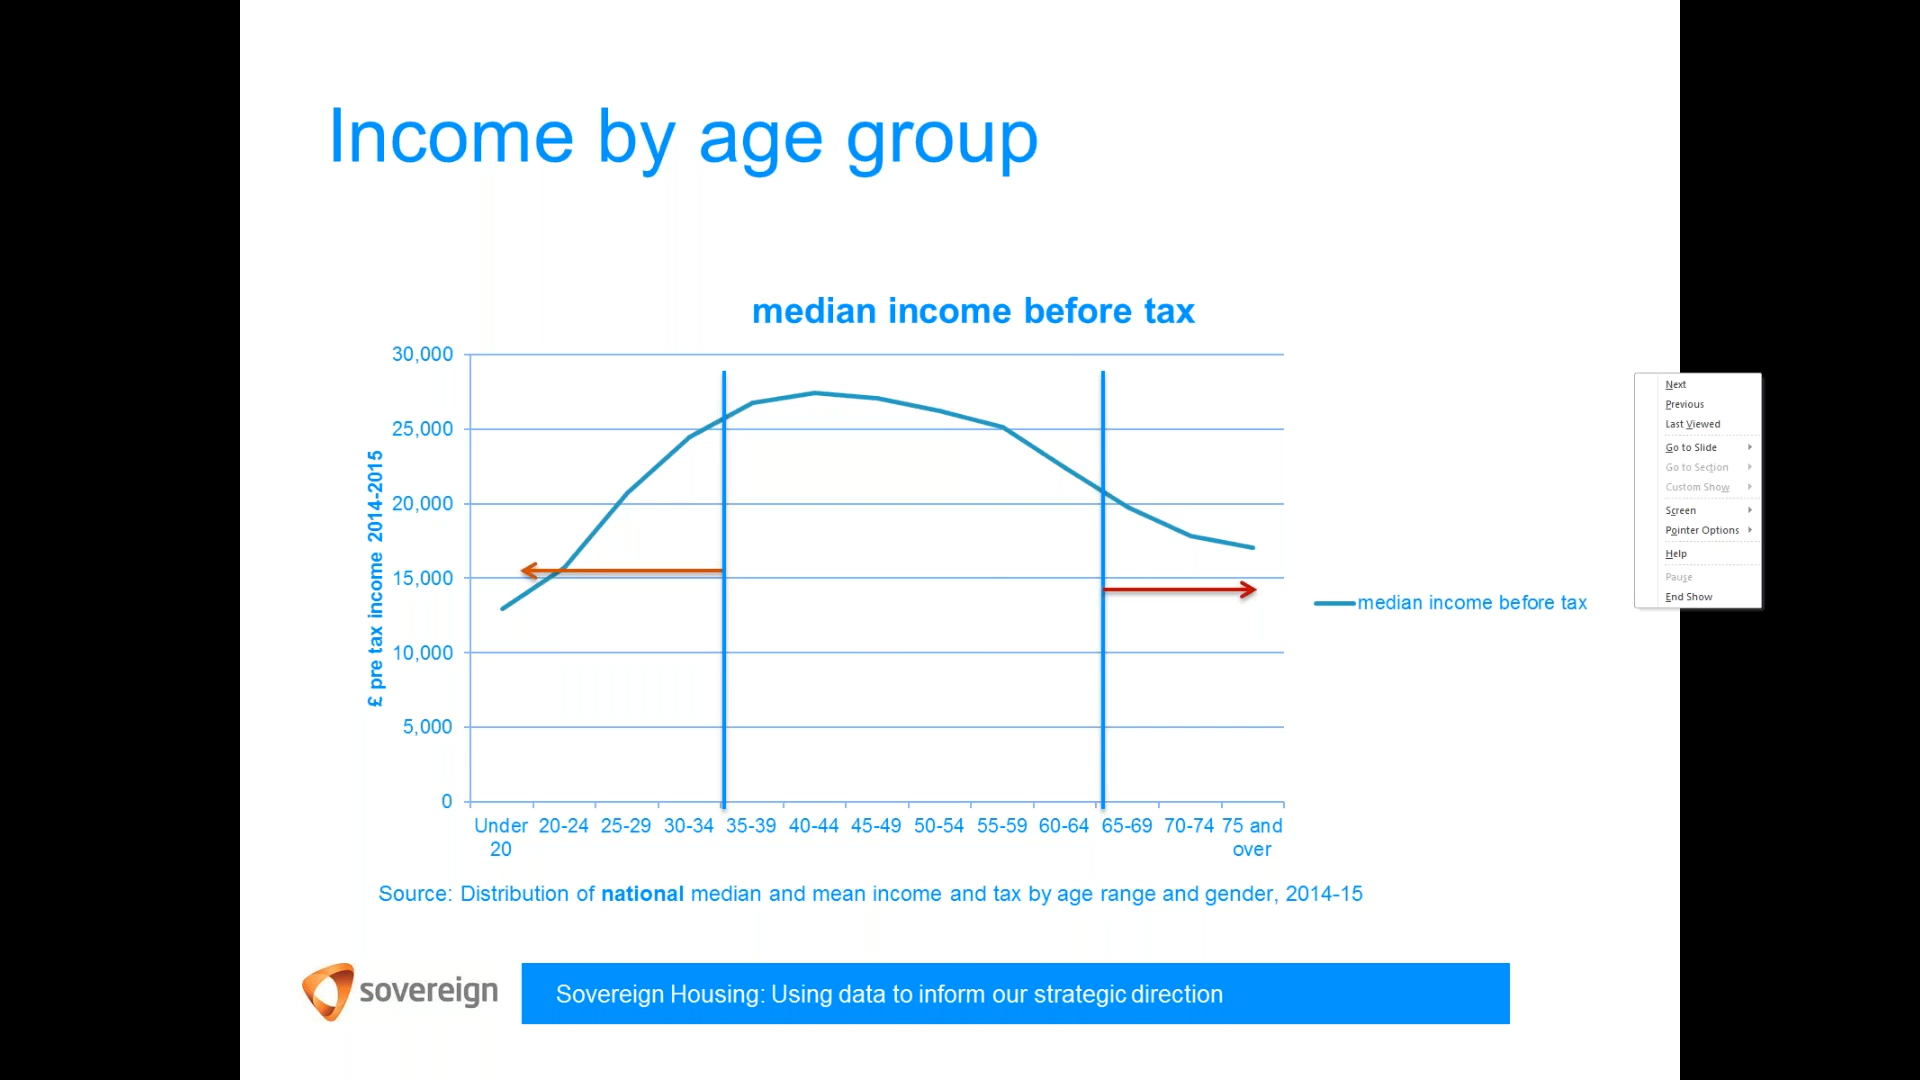 Income by age group
median income before tax
30,000
25,000
20,000
15,000
10,000
5,000
0
£ pre tax income 2014-2015
Under 20-24 25-29 30-34 35-39 40-44 45-49 50-54 55-59 60-64 65-69 70-74 75 and
20 over
median income before tax
Source: Distribution of national median and mean income and tax by age range and gender, 2014-15
sovereign
Sovereign Housing: Using data to inform our strategic direction
Next
Previous
Last Viewed
Go to Slide
Go to Section
Custom Show
Screen
Pointer Options
Help
Pause
End Show